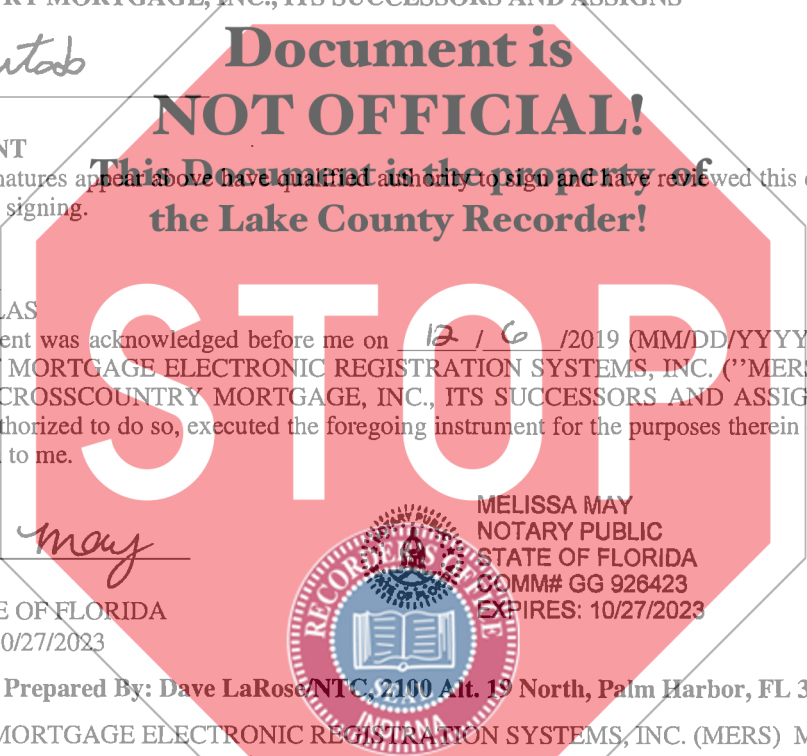 RY MORTGAGE, INC., ITS SUCCESSORS AND ASSIGNS
Document is
NOT OFFICIAL!
NT
This Document is the property of
natures appear above have qualified authority to sign and have reviewed this
signing.
the Lake County Recorder!
STOP
LAS
ent was acknowledged before me on 12 / 6 /2019 (MM/DD/YYYY
MORTGAGE ELECTRONIC REGISTRATION SYSTEMS, INC. (''MERS
CROSSCOUNTRY MORTGAGE, INC., ITS SUCCESSORS AND ASSIG
thorized to do so, executed the foregoing instrument for the purposes therein
to me.
may
MELISSA MAY
NOTARY PUBLIC
STATE OF FLORIDA
COMM# GG 926423
EXPIRES: 10/27/2023
NOTARY PUBLIC
RECORDER'S OFFICE
INDIANA
E OF FLORIDA
0/27/2023
Prepared By: Dave LaRose/NTC, 2100 Alt. 19 North, Palm Harbor, FL 3
MORTGAGE ELECTRONIC REGISTRATION SYSTEMS, INC. (MERS) M